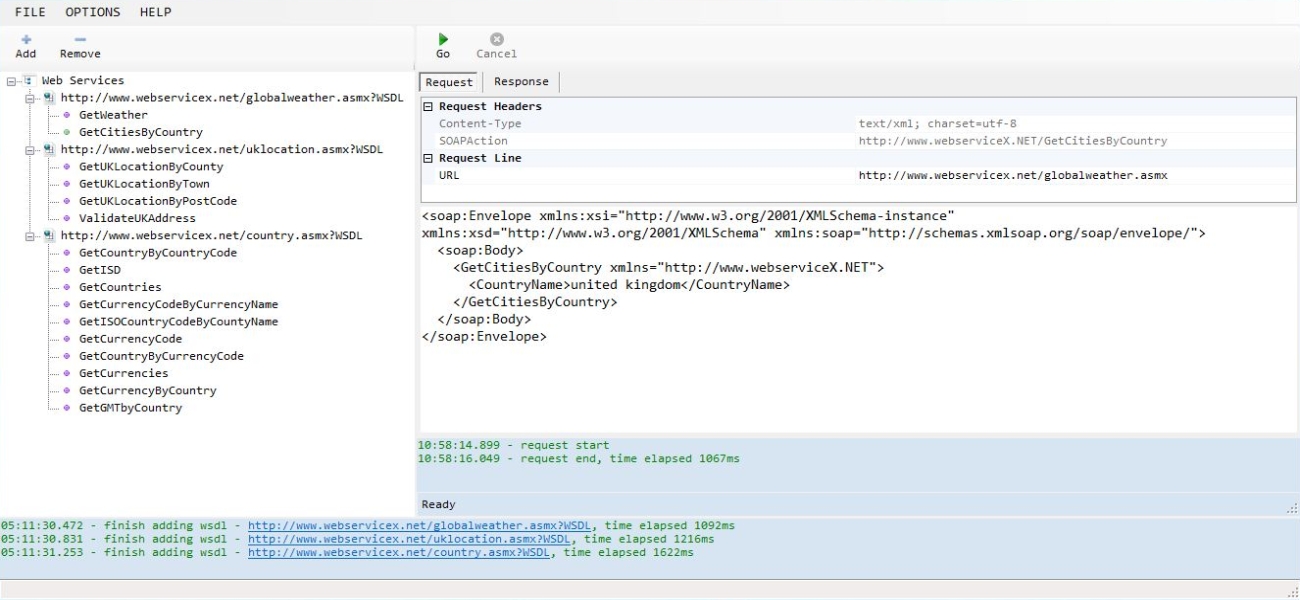 FILE OPTIONS HELP
Add Remove
Go Cancel
Web Services
http://www.webservicex.net/globalweather.asmx?WSDL
GetWeather
GetCitiesByCountry
http://www.webservicex.net/uklocation.asmx?WSDL
GetUKLocationByCounty
GetUKLocationByTown
GetUKLocationByPostCode
ValidateUKAddress
http://www.webservicex.net/country.asmx?WSDL
GetCountryByCountryCode
GetISD
GetCountries
GetCurrencyCodeByCurrencyName
GetISOCountryCodeByCountyName
GetCurrencyCode
GetCountryByCurrencyCode
GetCurrencies
GetCurrencyByCountry
GetGMTbyCountry
Request Response
Request Headers
Content-Type text/xml; charset=utf-8
SOAPAction http://www.webserviceX.NET/GetCitiesByCountry
Request Line
URL http://www.webservicex.net/globalweather.asmx
<soap:Envelope xmlns:xsi="http://www.w3.org/2001/XMLSchema-instance"
xmlns:xsd="http://www.w3.org/2001/XMLSchema" xmlns:soap="http://schemas.xmlsoap.org/soap/envelope/">
<soap:Body>
<GetCitiesByCountry xmlns="http://www.webserviceX.NET">
<CountryName>united kingdom</CountryName>
</GetCitiesByCountry>
</soap:Body>
</soap:Envelope>
10:58:14.899 - request start
10:58:16.049 - request end, time elapsed 1067ms
Ready
05:11:30.472 - finish adding wsdl - http://www.webservicex.net/globalweather.asmx?WSDL, time elapsed 1092ms
05:11:30.831 - finish adding wsdl - http://www.webservicex.net/uklocation.asmx?WSDL, time elapsed 1216ms
05:11:31.253 - finish adding wsdl - http://www.webservicex.net/country.asmx?WSDL, time elapsed 1622ms